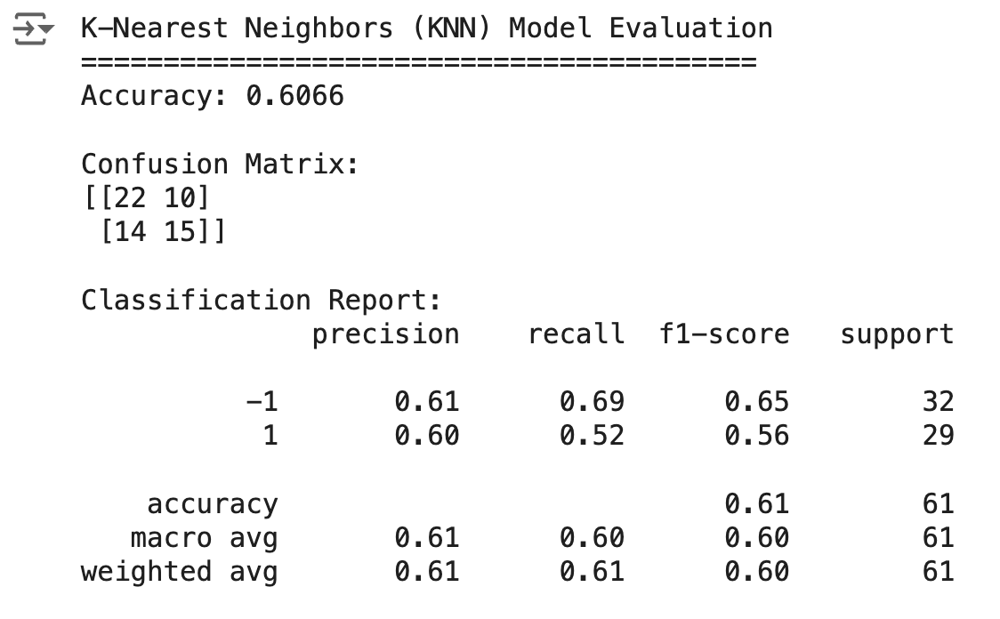 K-Nearest Neighbors (KNN) Model Evaluation
=========================================
Accuracy: 0.6066
Confusion Matrix:
[[22 10]
 [14 15]]
Classification Report:
              precision    recall  f1-score   support
          -1       0.61      0.69      0.65        32
           1       0.60      0.52      0.56        29
    accuracy                           0.61        61
   macro avg       0.61      0.60      0.60        61
weighted avg       0.61      0.61      0.60        61